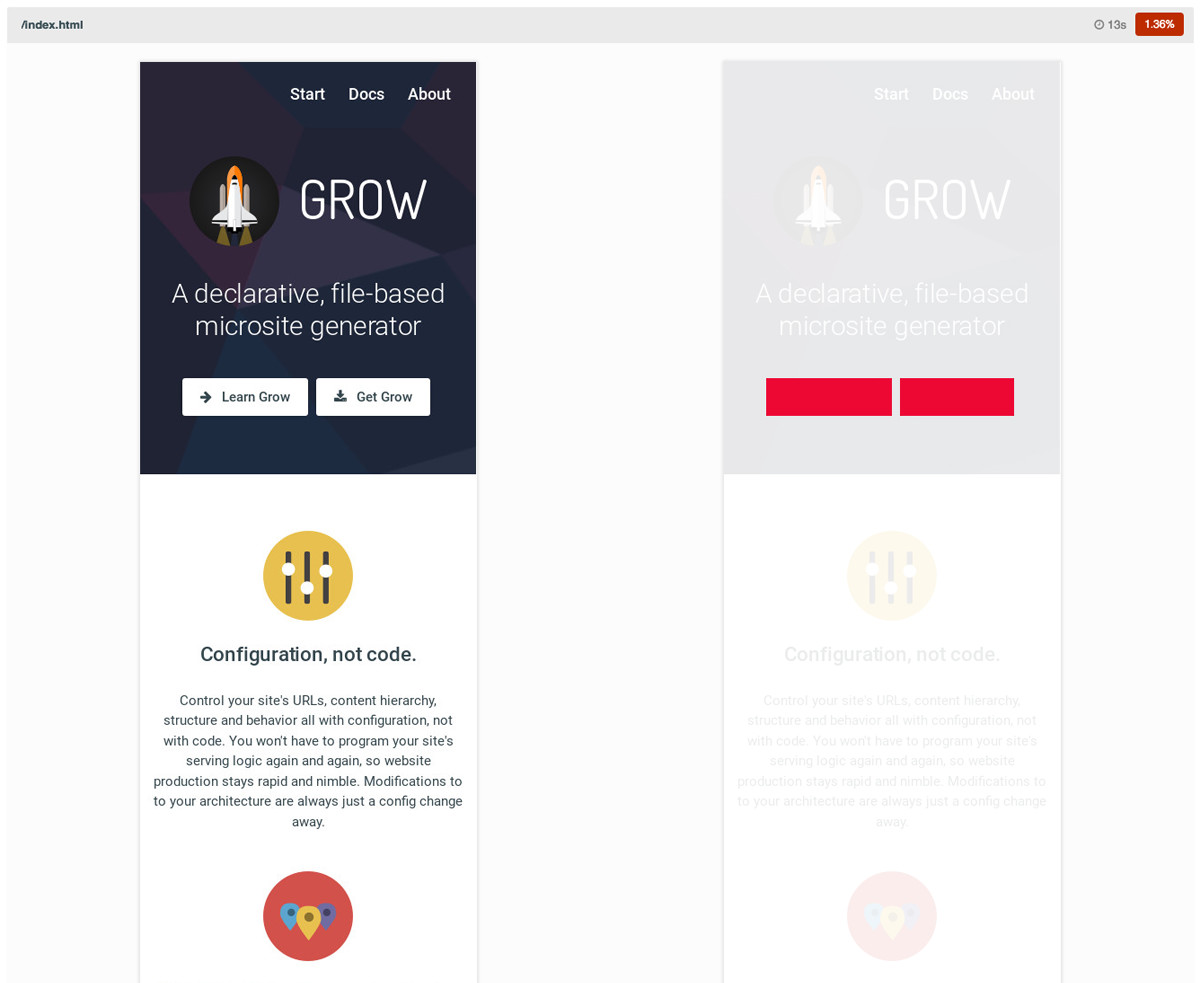 /index.html
13s
1.36%
Start Docs About
GROW
A declarative, file-based
microsite generator
Learn Grow
Get Grow
Configuration, not code.
Control your site's URLs, content hierarchy,
structure and behavior all with configuration, not
with code. You won't have to program your site's
serving logic again and again, so website
production stays rapid and nimble. Modifications to
to your architecture are always just a config change
away.
Start Docs About
GROW
A declarative, file-based
microsite generator
Configuration, not code.
Control your site's URLs, content hierarchy,
structure and behavior all with configuration, not
with code. You won't have to program your site's
serving logic again and again, so website
production stays rapid and nimble. Modifications to
to your architecture are always just a config change
away.